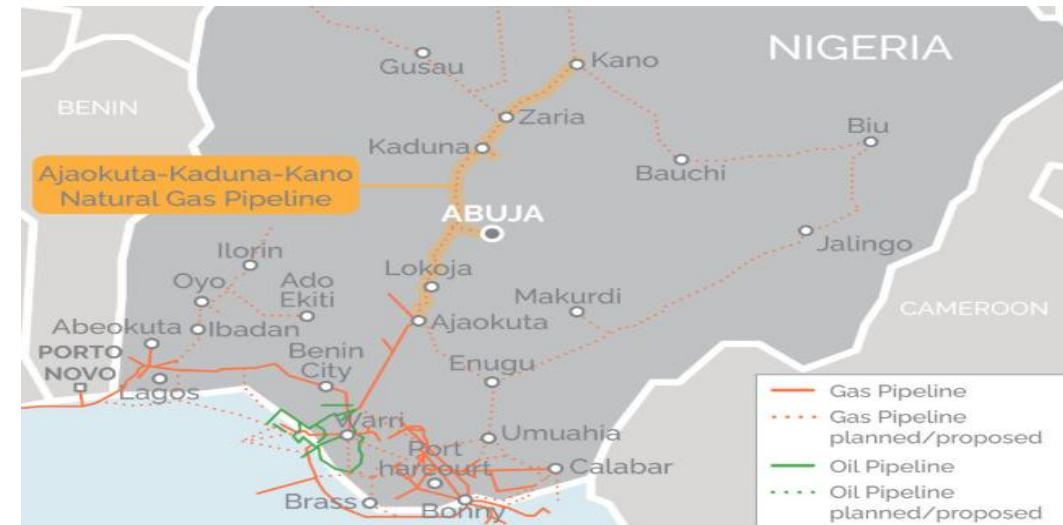 NIGERIA
Kano
Gusau
BENIN
Zaria
Biu
Kaduna
Bauchi
Ajaokuta-Kaduna-Kano
Natural Gas Pipeline
ABUJA
Jalingo
Ilorin
Lokoja
Oyo
Ado
Ekiti
Makurdi
CAMEROON
Abeokuta
Ibadan
Ajaokuta
PORTO
NOVO
Benin
City
Enugu
Lagos
Warri
Umuahia
Port
harcourt
Calabar
Brass
Bonny
Gas Pipeline
Gas Pipeline
planned/proposed
Oil Pipeline
Oil Pipeline
planned/proposed